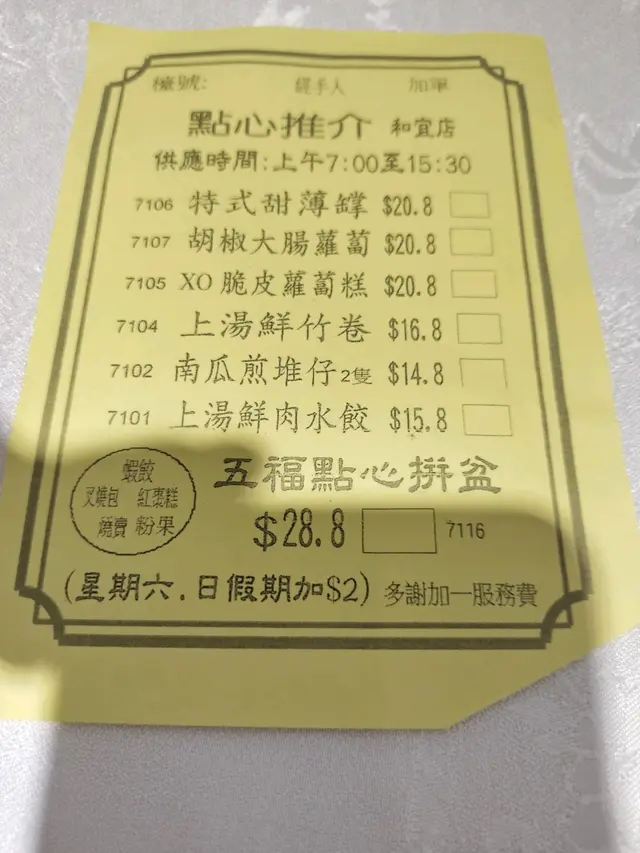 檯號: 經手人 加單
點心推介 和宜店
供應時間:上午7:00至15:30
7106 特式甜薄罉 $20.8
7107 胡椒大腸蘿蔔 $20.8
7105 XO脆皮蘿蔔糕 $20.8
7104 上湯鮮竹卷 $16.8
7102 南瓜煎堆仔2隻 $14.8
7101 上湯鮮肉水餃 $15.8
蝦餃
叉燒包 紅棗糕
燒賣 粉果
五福點心拼盆
$28.8 7116
(星期六.日假期加$2) 多謝加一服務費